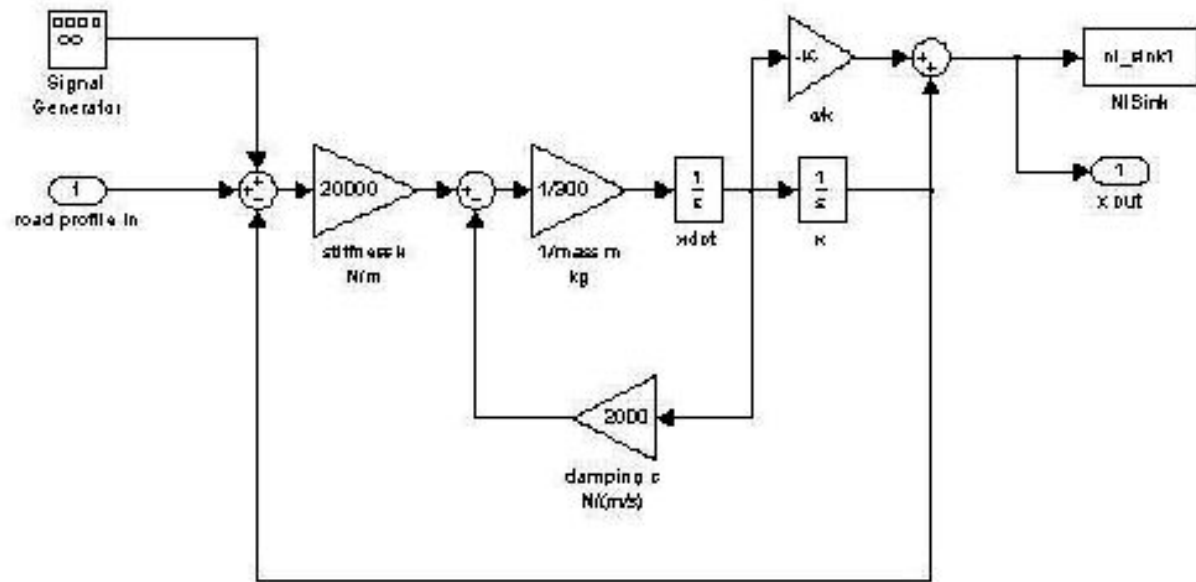 Signal
Generator
-K-
ni_sink1
NISink
c/k
1
road profile in
20000
stiffness k
N/m
1/300
1/mass m
kg
1
s
xdot
1
s
x
1
x out
2000
damping c
N/(m/s)